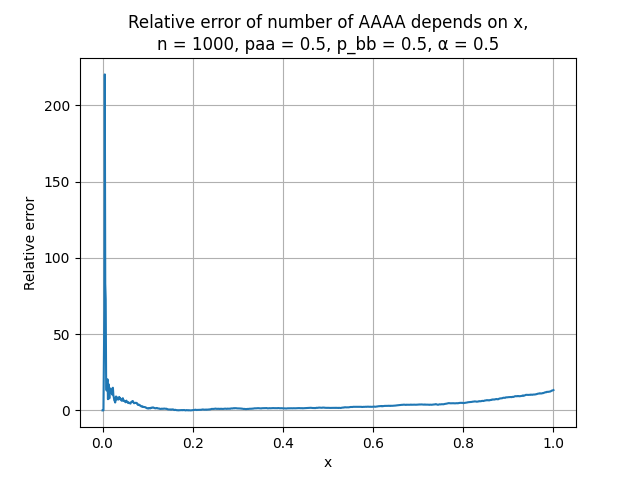 Relative error of number of AAAA depends on x,
n = 1000, paa = 0.5, p_bb = 0.5, α = 0.5
200
150
100
50
0
Relative error
0.0 0.2 0.4 0.6 0.8 1.0
x